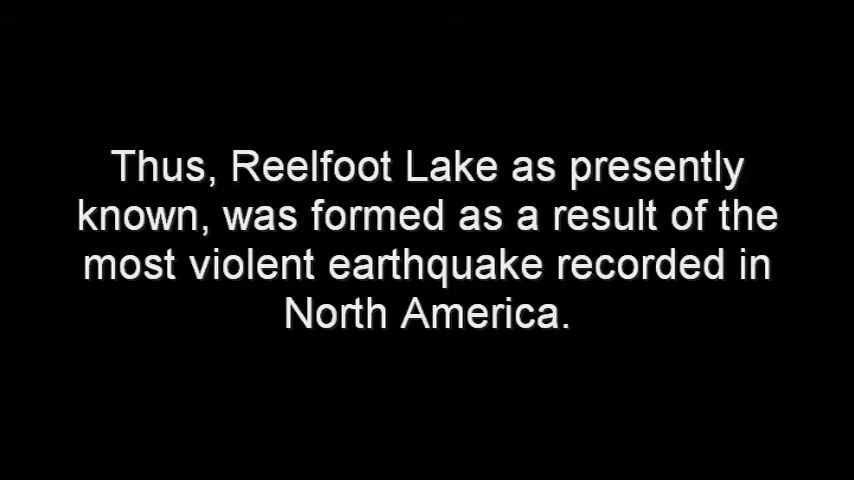 Thus, Reelfoot Lake as presently
known, was formed as a result of the
most violent earthquake recorded in
North America.